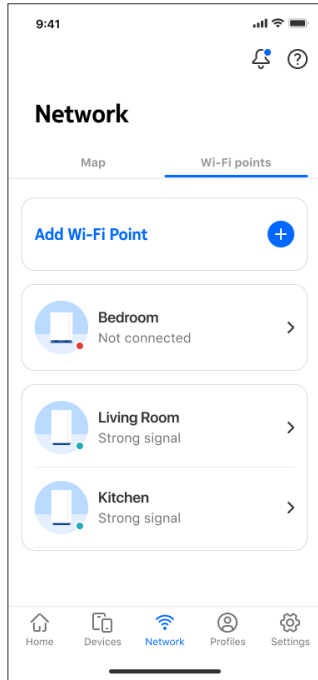 9:41
Network
Map Wi-Fi points
Add Wi-Fi Point
Bedroom
Not connected
Living Room
Strong signal
Kitchen
Strong signal
Home Devices Network Profiles Settings